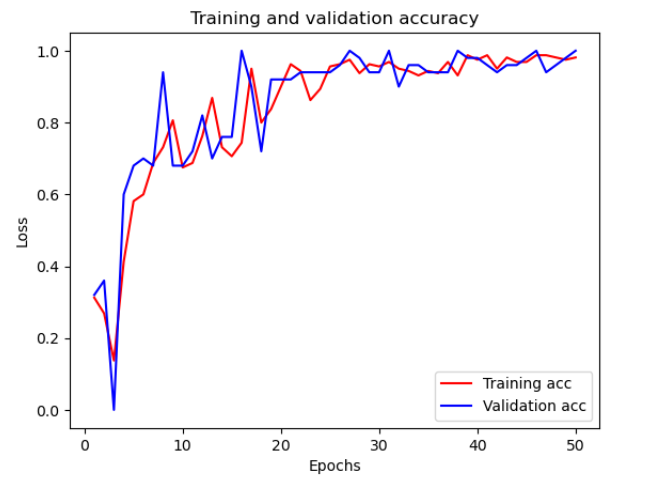 Training and validation accuracy
1.0
0.8
0.6
0.4
0.2
0.0
Loss
Training acc
Validation acc
0 10 20 30 40 50
Epochs